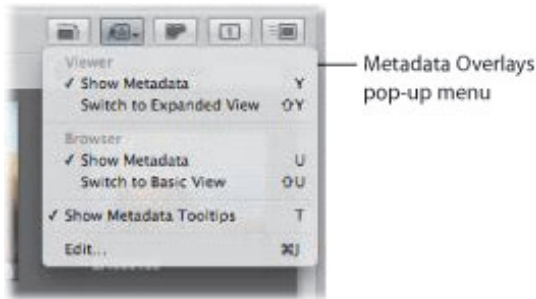 Viewer
✓ Show Metadata Y
Switch to Expanded View ⇧Y
Browser
✓ Show Metadata U
Switch to Basic View ⇧U
✓ Show Metadata Tooltips T
Edit... ⌘J
Metadata Overlays
pop-up menu